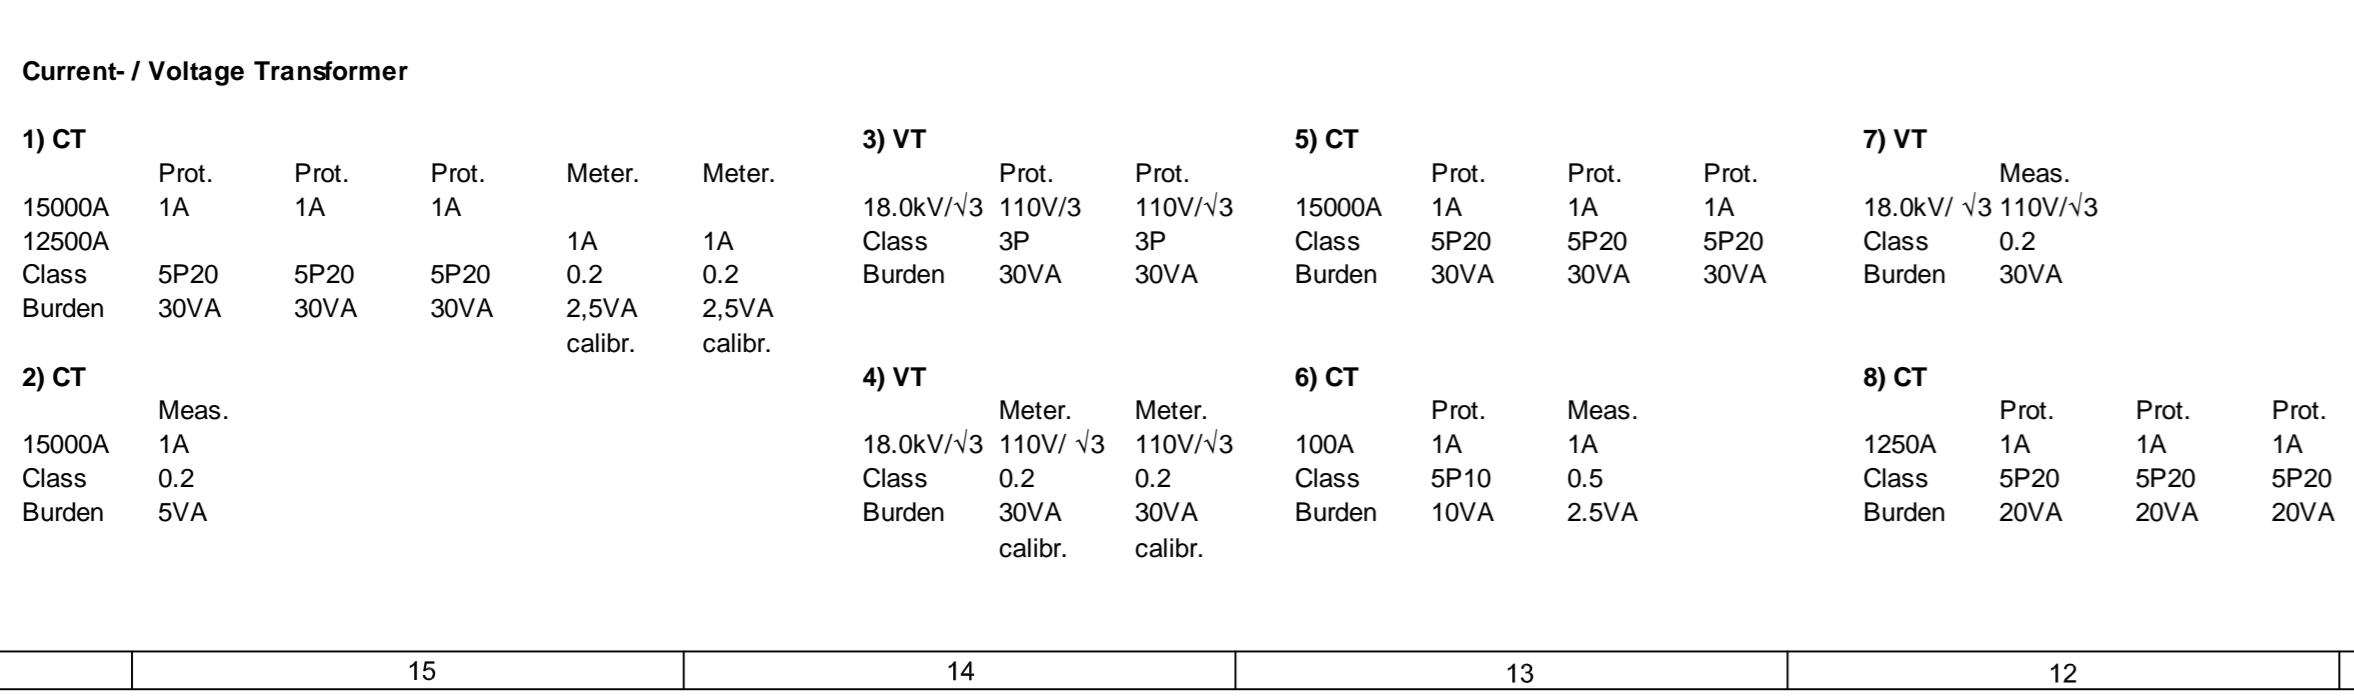 Current- / Voltage Transformer
1) CT
Prot. Prot. Prot. Meter. Meter.
15000A 1A 1A 1A
12500A 1A 1A
Class 5P20 5P20 5P20 0.2 0.2
Burden 30VA 30VA 30VA 2,5VA 2,5VA
calibr. calibr.
2) CT
Meas.
15000A 1A
Class 0.2
Burden 5VA
3) VT
Prot. Prot.
18.0kV/√3 110V/3 110V/√3
Class 3P 3P
Burden 30VA 30VA
4) VT
Meter. Meter.
18.0kV/√3 110V/ √3 110V/√3
Class 0.2 0.2
Burden 30VA 30VA
calibr. calibr.
5) CT
Prot. Prot. Prot.
15000A 1A 1A 1A
Class 5P20 5P20 5P20
Burden 30VA 30VA 30VA
6) CT
Prot. Meas.
100A 1A 1A
Class 5P10 0.5
Burden 10VA 2.5VA
7) VT
Meas.
18.0kV/ √3 110V/√3
Class 0.2
Burden 30VA
8) CT
Prot. Prot. Prot.
1250A 1A 1A 1A
Class 5P20 5P20 5P20
Burden 20VA 20VA 20VA
15 14 13 12